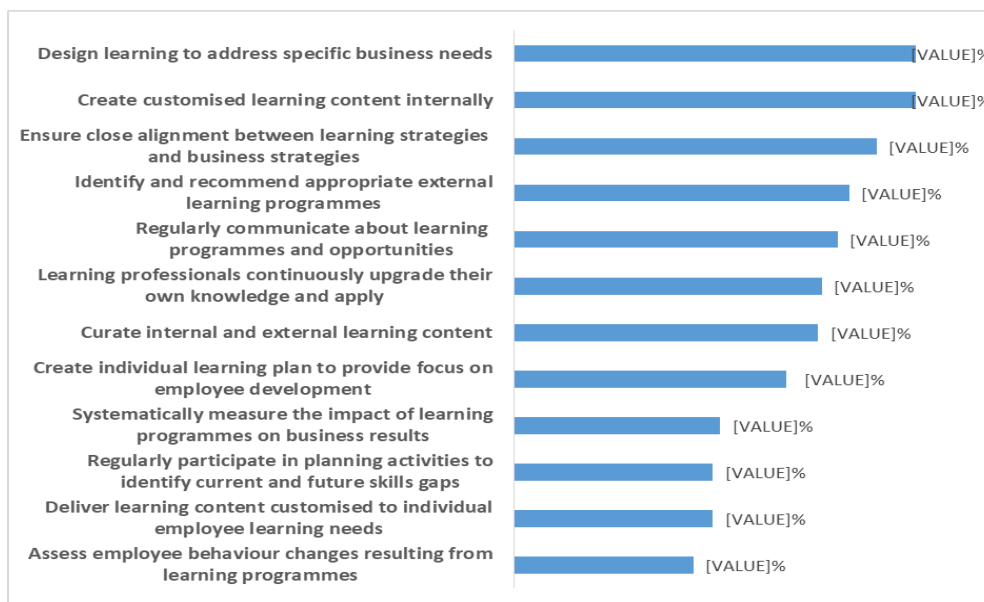 Design learning to address specific business needs
[VALUE]%
Create customised learning content internally
[VALUE]%
Ensure close alignment between learning strategies
and business strategies
[VALUE]%
Identify and recommend appropriate external
learning programmes
[VALUE]%
Regularly communicate about learning
programmes and opportunities
[VALUE]%
Learning professionals continuously upgrade their
own knowledge and apply
[VALUE]%
Curate internal and external learning content
[VALUE]%
Create individual learning plan to provide focus on
employee development
[VALUE]%
Systematically measure the impact of learning
programmes on business results
[VALUE]%
Regularly participate in planning activities to
identify current and future skills gaps
[VALUE]%
Deliver learning content customised to individual
employee learning needs
[VALUE]%
Assess employee behaviour changes resulting from
learning programmes
[VALUE]%